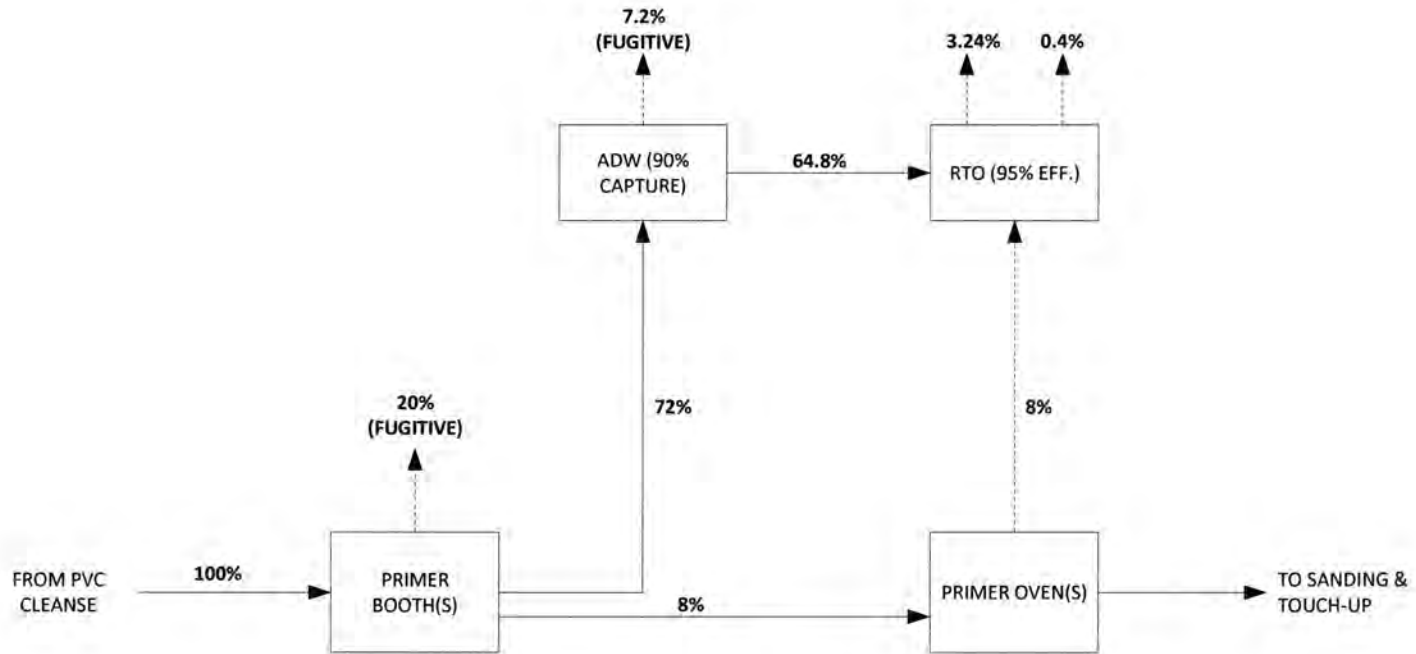 7.2%
(FUGITIVE)
3.24%
0.4%
ADW (90%
CAPTURE)
64.8%
RTO (95% EFF.)
20%
(FUGITIVE)
72%
8%
FROM PVC
CLEANSE
100%
PRIMER
BOOTH(S)
8%
PRIMER OVEN(S)
TO SANDING &
TOUCH-UP